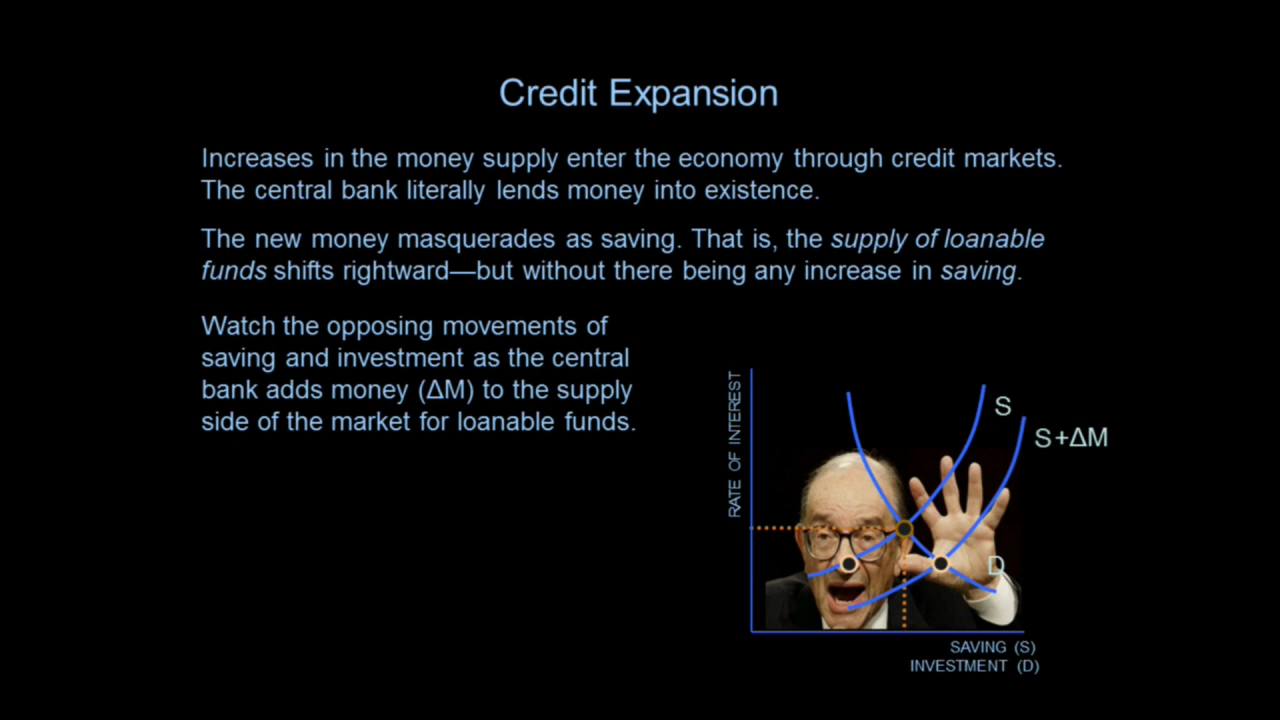 Credit Expansion
Increases in the money supply enter the economy through credit markets.
The central bank literally lends money into existence.
The new money masquerades as saving. That is, the supply of loanable
funds shifts rightward—but without there being any increase in saving.
Watch the opposing movements of
saving and investment as the central
bank adds money (ΔM) to the supply
side of the market for loanable funds.
RATE OF INTEREST
S
S+ΔM
D
SAVING (S)
INVESTMENT (D)